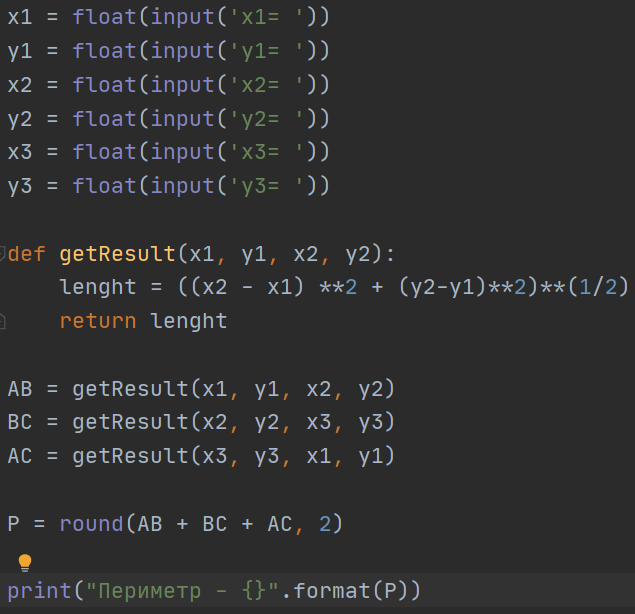 x1 = float(input('x1= '))
y1 = float(input('y1= '))
x2 = float(input('x2= '))
y2 = float(input('y2= '))
x3 = float(input('x3= '))
y3 = float(input('y3= '))
def getResult(x1, y1, x2, y2):
    lenght = ((x2 - x1) **2 + (y2-y1)**2)**(1/2)
    return lenght
AB = getResult(x1, y1, x2, y2)
BC = getResult(x2, y2, x3, y3)
AC = getResult(x3, y3, x1, y1)
P = round(AB + BC + AC, 2)
print("Периметр - {}".format(P))